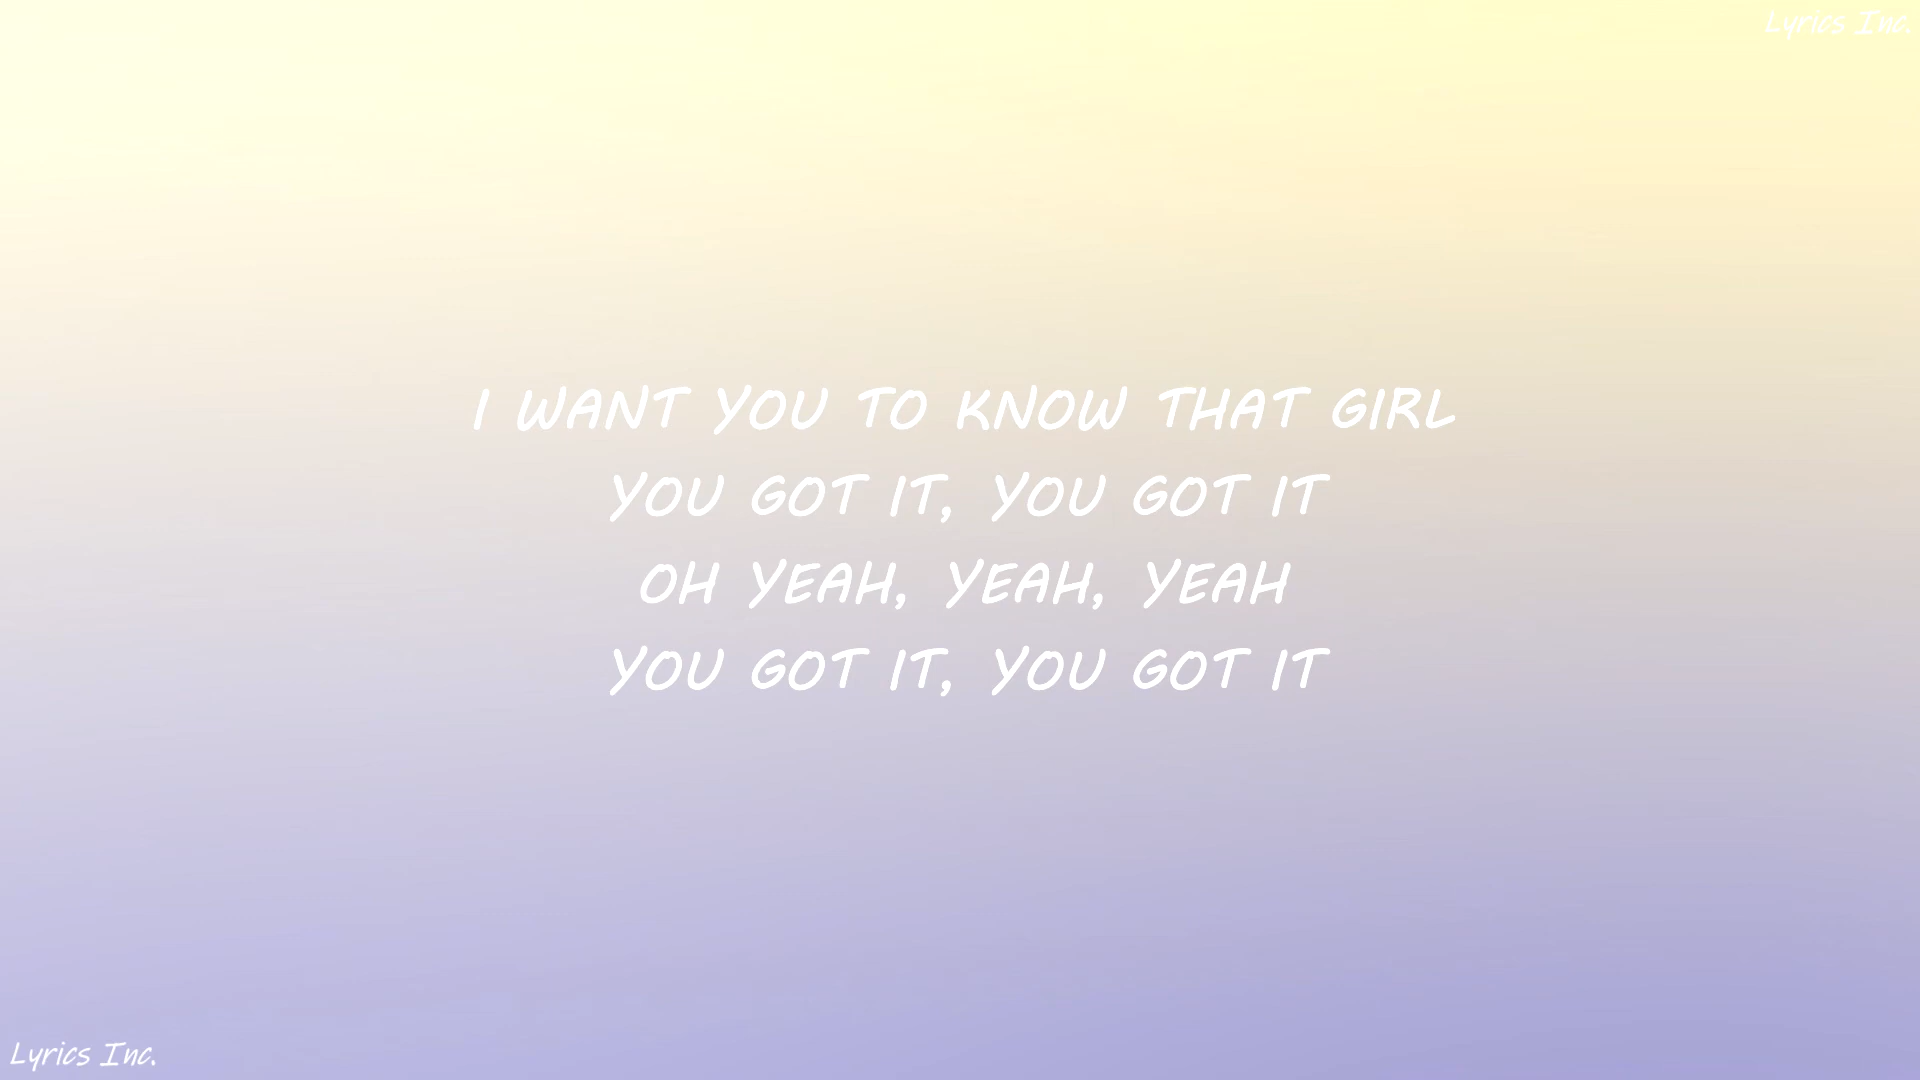 Lyrics Inc.
I WANT YOU TO KNOW THAT GIRL
YOU GOT IT, YOU GOT IT
OH YEAH, YEAH, YEAH
YOU GOT IT, YOU GOT IT
Lyrics Inc.